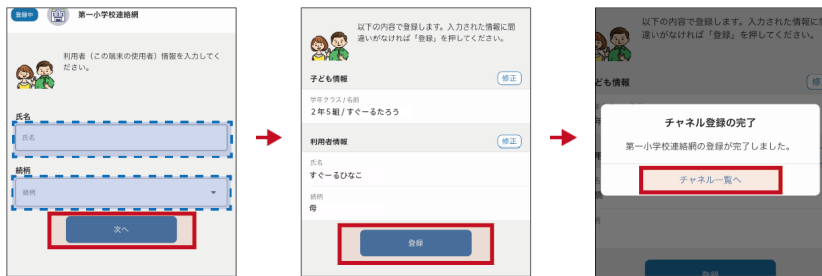 登録中
第一小学校連絡網
利用者（この端末の使用者）情報を入力してく
ださい。
氏名
氏名
続柄
続柄
次へ
以下の内容で登録します。入力された情報に間
違いがなければ「登録」を押してください。
子ども情報
修正
学年クラス/名前
2年5組/すぐーるたろう
利用者情報
修正
氏名
すぐーるひなこ
続柄
母
登録
以下の内容で登録します。入力された情報に
違いがなければ「登録」を押してください。
ども情報
チャネル登録の完了
第一小学校連絡網の登録が完了しました。
チャネル一覧へ
登録